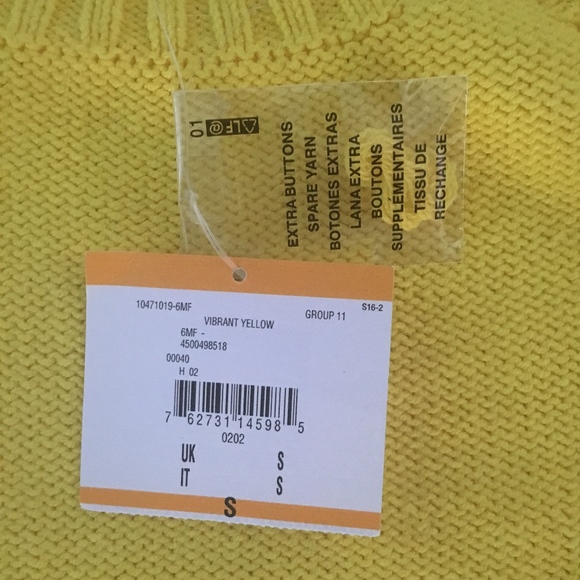 01
LF@
EXTRA BUTTONS
SPARE YARN
BOTONES EXTRAS
LANA EXTRA
BOUTONS
SUPPLÉMENTAIRES
TISSU DE
RECHANGE
S16-2
10471019-6MF
GROUP 11
VIBRANT YELLOW
6MF -
4500498518
00040
H 02
7 62731 14598 5
0202
UK S
IT S
S